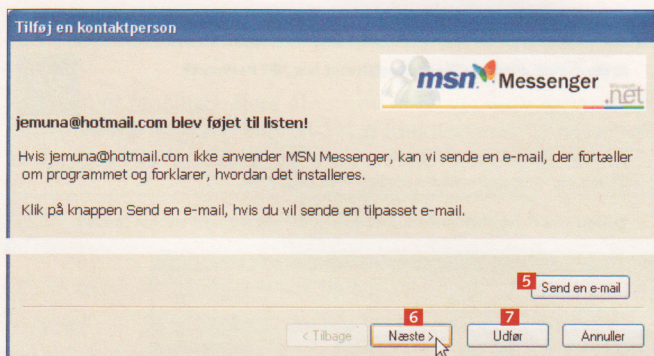 Tilføj en kontaktperson
msn Messenger
Microsoft
.net
jemuna@hotmail.com blev føjet til listen!
Hvis jemuna@hotmail.com ikke anvender MSN Messenger, kan vi sende en e-mail, der fortæller
om programmet og forklarer, hvordan det installeres.
Klik på knappen Send en e-mail, hvis du vil sende en tilpasset e-mail.
5 Send en e-mail
6 7
< Tilbage Næste > Udfør Annuller